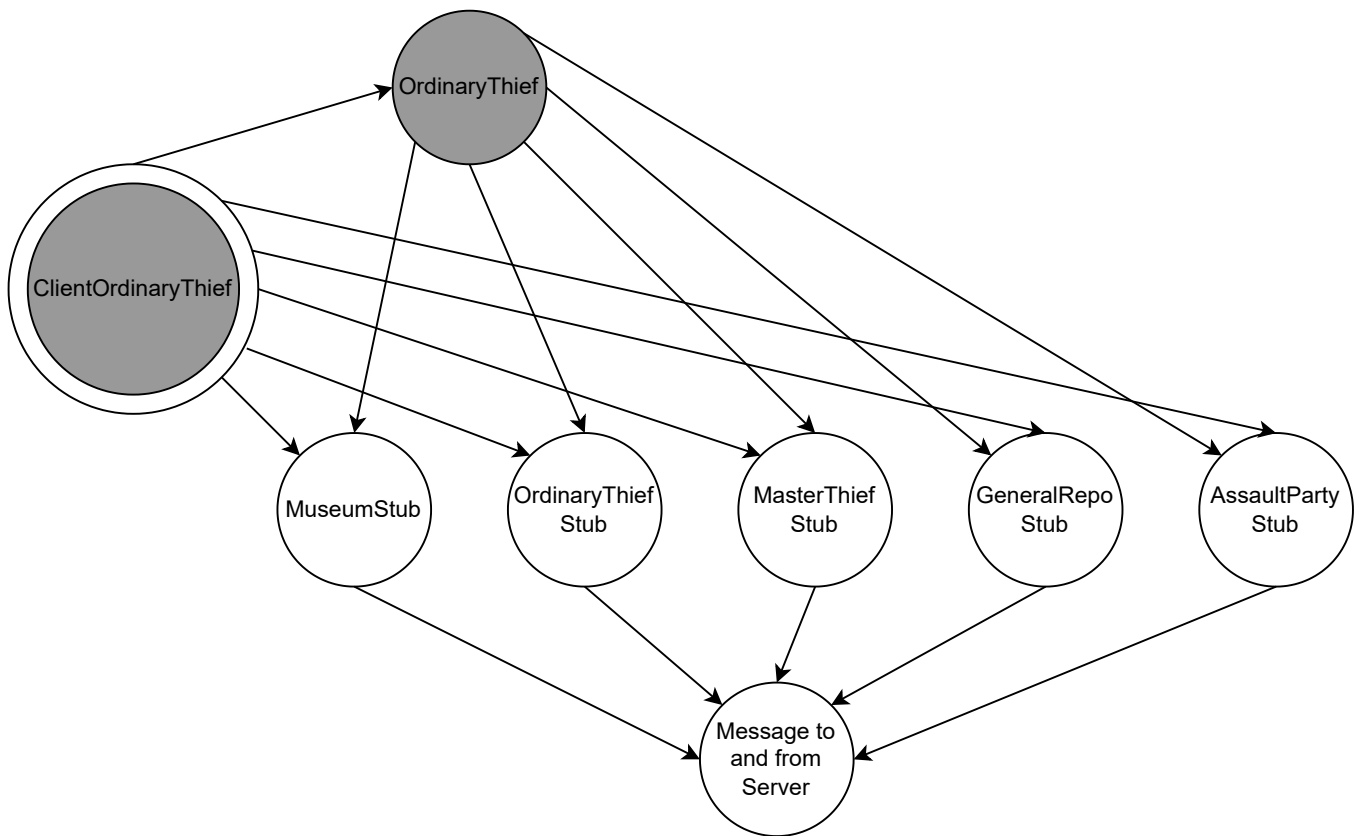 OrdinaryThief
ClientOrdinaryThief
MuseumStub
OrdinaryThief
Stub
MasterThief
Stub
GeneralRepo
Stub
AssaultParty
Stub
Message to
and from
Server